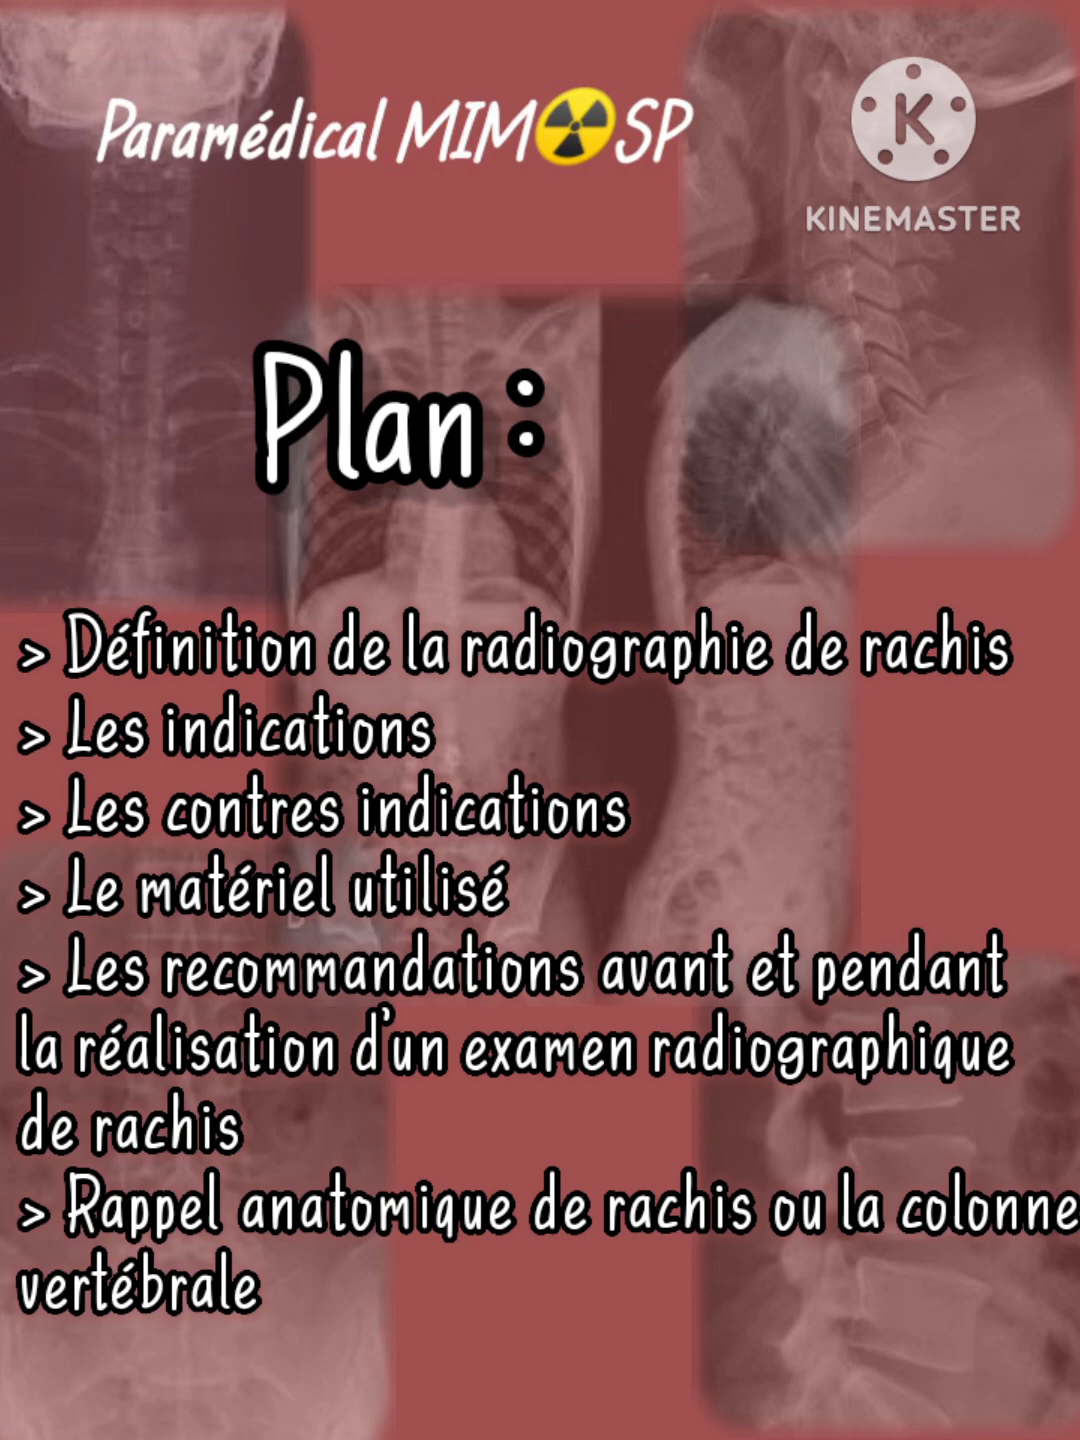 Paramédical MIM☢SP
K
KINEMASTER
Plan :
> Définition de la radiographie de rachis
> Les indications
> Les contres indications
> Le matériel utilisé
> Les recommandations avant et pendant
la réalisation d'un examen radiographique
de rachis
> Rappel anatomique de rachis ou la colonne
vertébrale